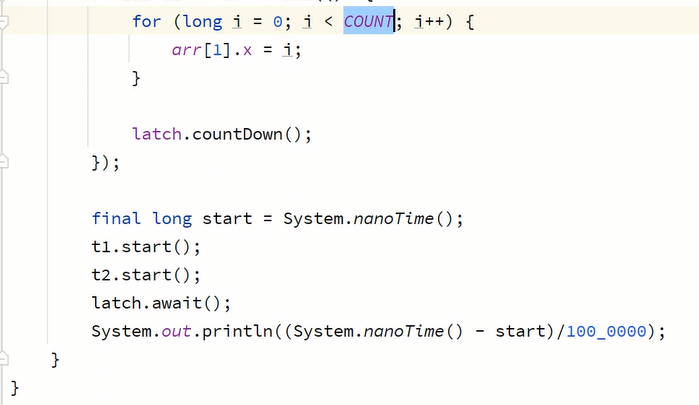 for (long i = 0; i < COUNT; i++) {
arr[1].x = i;
}
latch.countDown();
});
final long start = System.nanoTime();
t1.start();
t2.start();
latch.await();
System.out.println((System.nanoTime() - start)/100_0000);
}
}